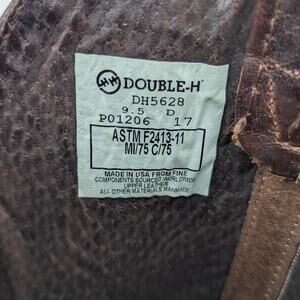 HH DOUBLE-H®
DH5628
9.5 D
P01206 17
ASTM F2413-11
MI/75 C/75
MADE IN USA FROM FINE
COMPONENTS SOURCED WORLDWIDE
UPPER LEATHER
ALL OTHER MATERIALS MANMADE